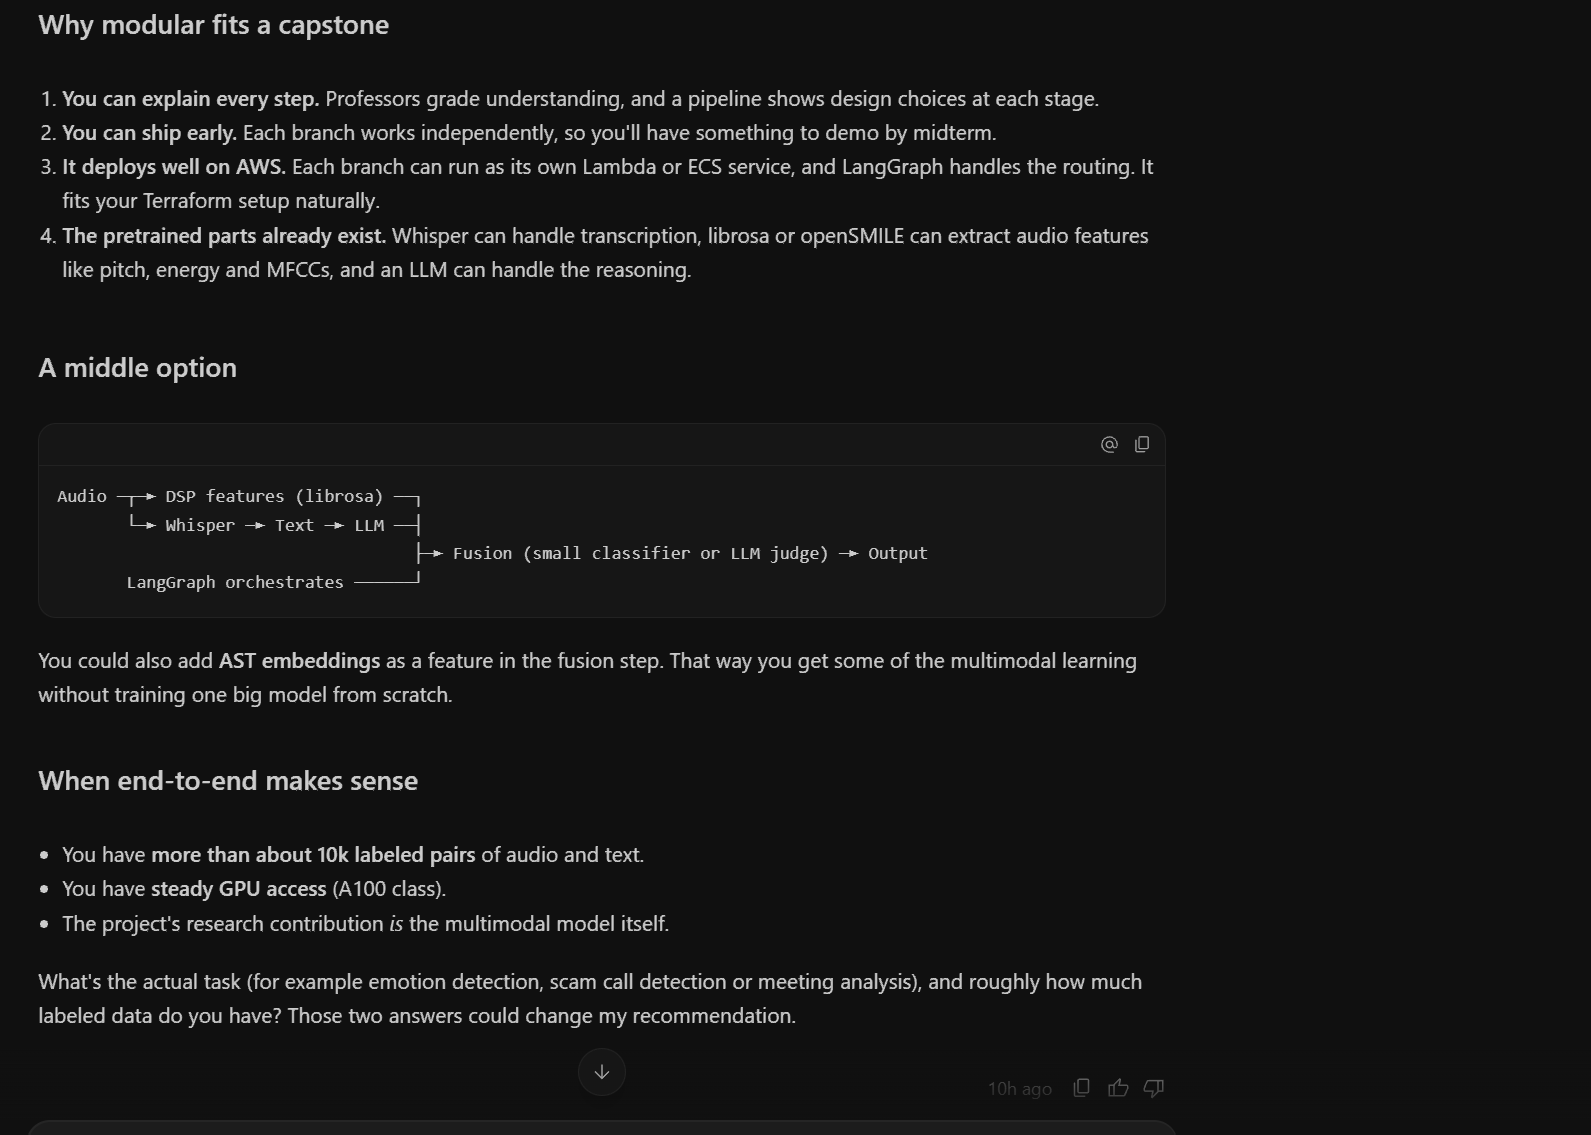 Why modular fits a capstone
1. You can explain every step. Professors grade understanding, and a pipeline shows design choices at each stage.
2. You can ship early. Each branch works independently, so you'll have something to demo by midterm.
3. It deploys well on AWS. Each branch can run as its own Lambda or ECS service, and LangGraph handles the routing. It
fits your Terraform setup naturally.
4. The pretrained parts already exist. Whisper can handle transcription, librosa or openSMILE can extract audio features
like pitch, energy and MFCCs, and an LLM can handle the reasoning.
A middle option
Audio ─┬─► DSP features (librosa) ──┐
└─► Whisper ─► Text ─► LLM ──┤
├─► Fusion (small classifier or LLM judge) ─► Output
LangGraph orchestrates ──────┘
You could also add AST embeddings as a feature in the fusion step. That way you get some of the multimodal learning
without training one big model from scratch.
When end-to-end makes sense
• You have more than about 10k labeled pairs of audio and text.
• You have steady GPU access (A100 class).
• The project's research contribution is the multimodal model itself.
What's the actual task (for example emotion detection, scam call detection or meeting analysis), and roughly how much
labeled data do you have? Those two answers could change my recommendation.
10h ago